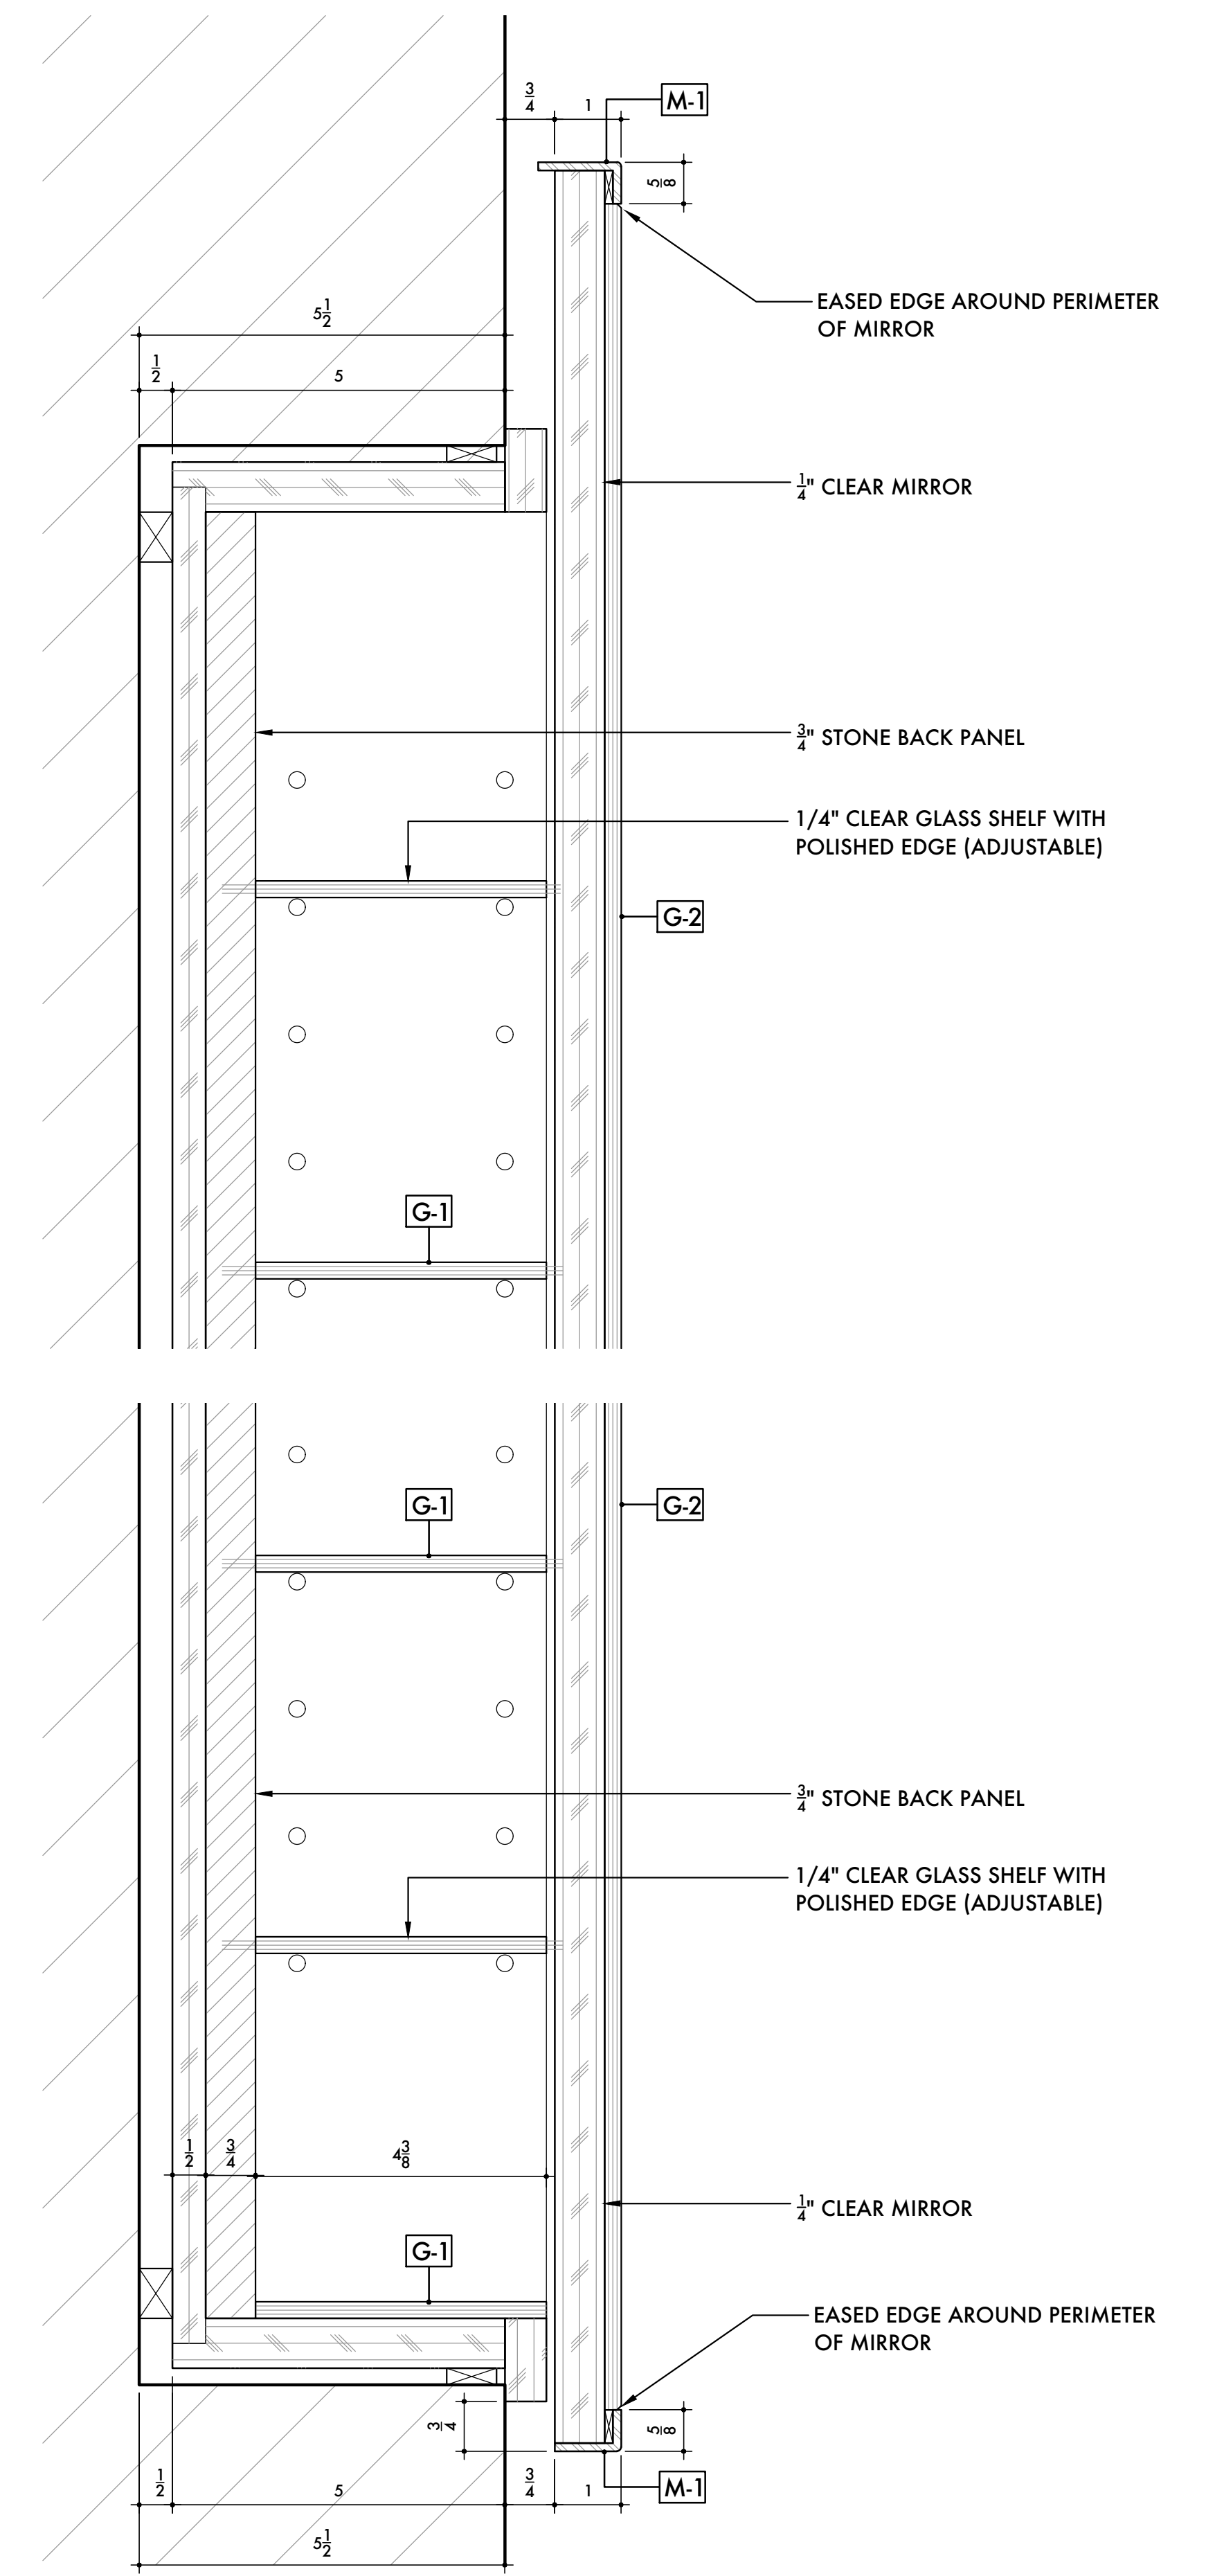 3/4
1
M-1
5/8
EASED EDGE AROUND PERIMETER
OF MIRROR
5 1/2
1/2
5
1/4" CLEAR MIRROR
3/4" STONE BACK PANEL
1/4" CLEAR GLASS SHELF WITH
POLISHED EDGE (ADJUSTABLE)
G-2
G-1
G-1
G-2
3/4" STONE BACK PANEL
1/4" CLEAR GLASS SHELF WITH
POLISHED EDGE (ADJUSTABLE)
1/2
3/4
4 3/8
1/4" CLEAR MIRROR
G-1
EASED EDGE AROUND PERIMETER
OF MIRROR
3/4
5/8
1/2
5
3/4
1
M-1
5 1/2